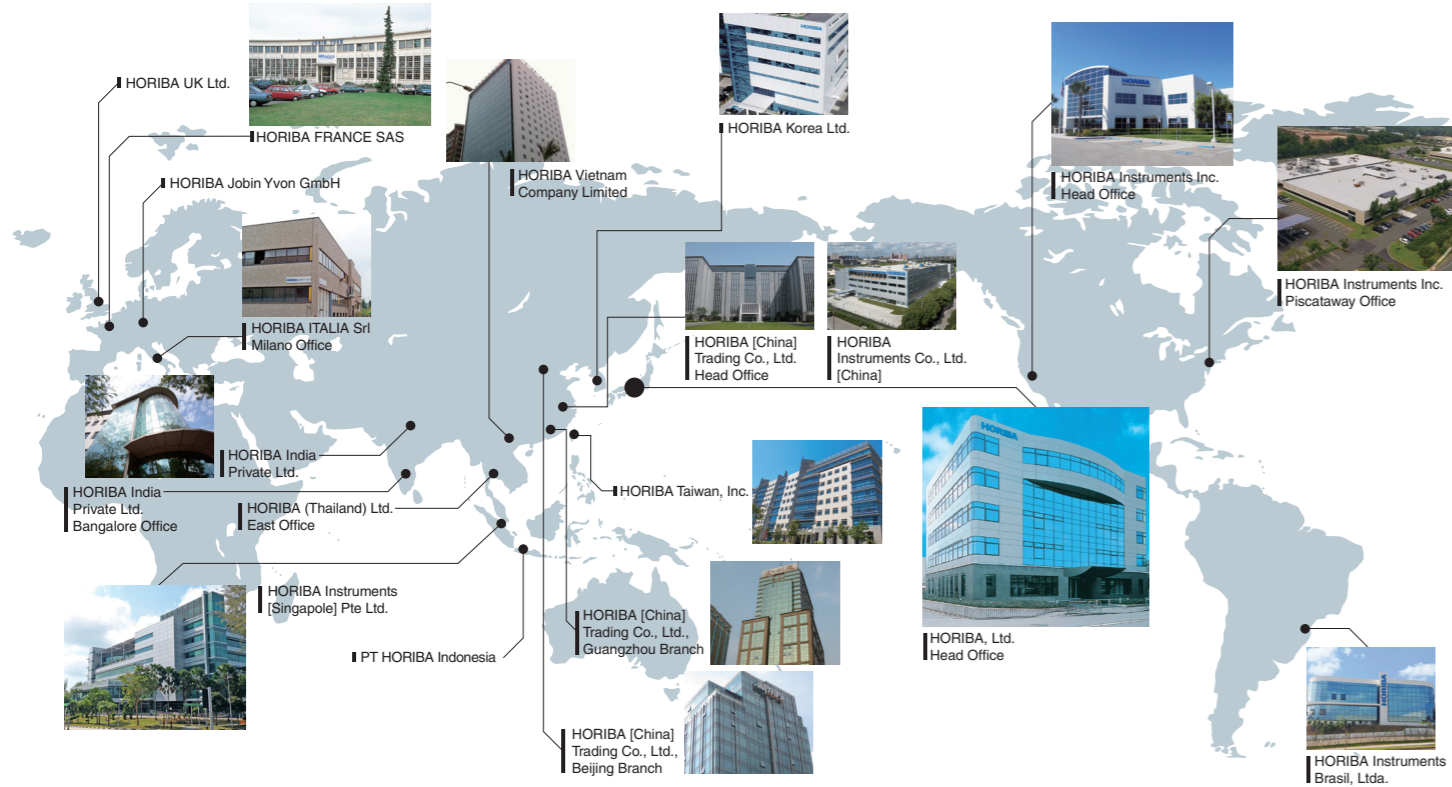 HORIBA UK Ltd.
HORIBA FRANCE SAS
HORIBA Jobin Yvon GmbH
HORIBA ITALIA Srl
Milano Office
HORIBA Vietnam
Company Limited
HORIBA
HORIBA Korea Ltd.
HORIBA
HORIBA Instruments Inc.
Head Office
HORIBA Instruments Inc.
Piscataway Office
HORIBA [China]
Trading Co., Ltd.
Head Office
HORIBA
Instruments Co., Ltd.
[China]
HORIBA India
Private Ltd.
HORIBA India
Private Ltd.
Bangalore Office
HORIBA (Thailand) Ltd.
East Office
HORIBA Taiwan, Inc.
HORIBA Instruments
[Singapole] Pte Ltd.
PT HORIBA Indonesia
HORIBA [China]
Trading Co., Ltd.,
Guangzhou Branch
HORIBA [China]
Trading Co., Ltd.,
Beijing Branch
HORIBA
HORIBA, Ltd.
Head Office
HORIBA
HORIBA Instruments
Brasil, Ltda.